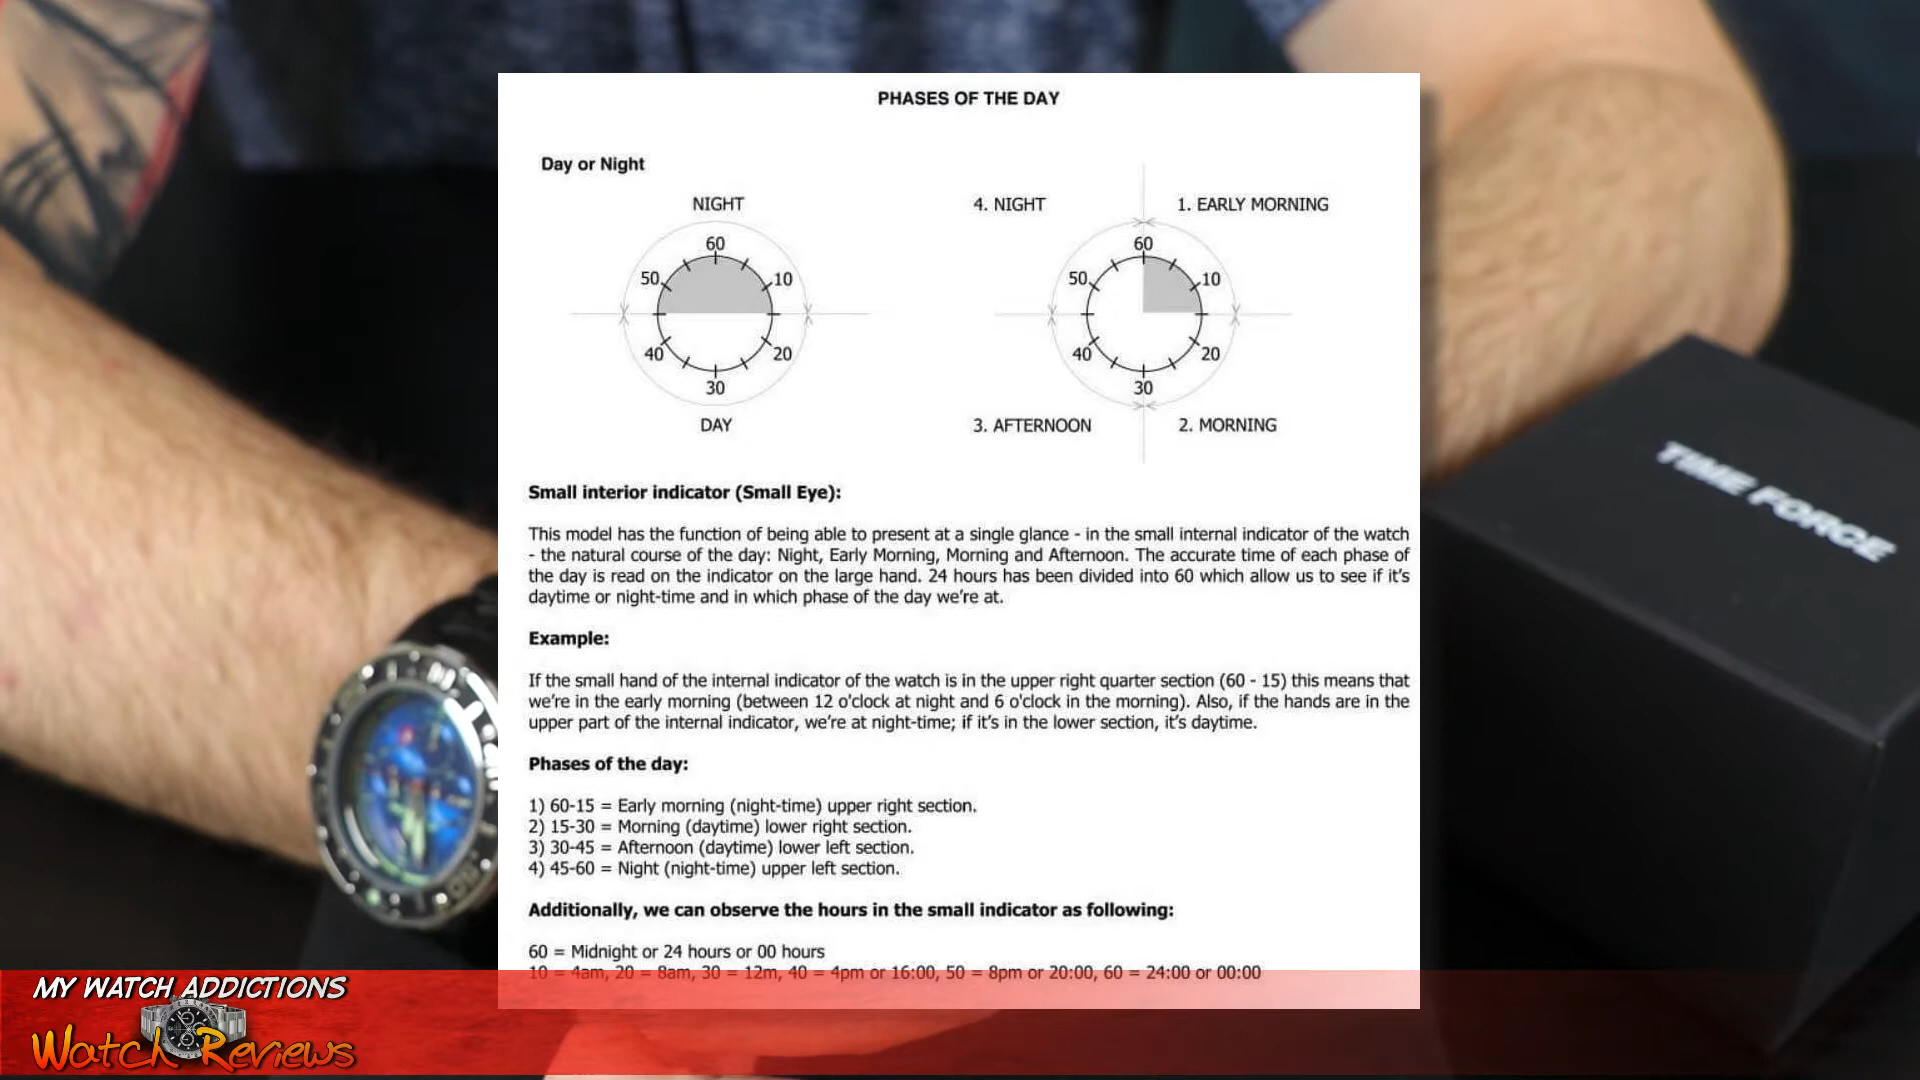 PHASES OF THE DAY
Day or Night
NIGHT
60
50
10
40
20
30
DAY
4. NIGHT
1. EARLY MORNING
60
50
10
40
20
30
3. AFTERNOON
2. MORNING
Small interior indicator (Small Eye):
This model has the function of being able to present at a single glance - in the small internal indicator of the watch
- the natural course of the day: Night, Early Morning, Morning and Afternoon. The accurate time of each phase of
the day is read on the indicator on the large hand. 24 hours has been divided into 60 which allow us to see if it's
daytime or night-time and in which phase of the day we're at.
Example:
If the small hand of the internal indicator of the watch is in the upper right quarter section (60 - 15) this means that
we're in the early morning (between 12 o'clock at night and 6 o'clock in the morning). Also, if the hands are in the
upper part of the internal indicator, we're at night-time; if it's in the lower section, it's daytime.
Phases of the day:
1) 60-15 = Early morning (night-time) upper right section.
2) 15-30 = Morning (daytime) lower right section.
3) 30-45 = Afternoon (daytime) lower left section.
4) 45-60 = Night (night-time) upper left section.
Additionally, we can observe the hours in the small indicator as following:
60 = Midnight or 24 hours or 00 hours
10 = 4am, 20 = 8am, 30 = 12m, 40 = 4pm or 16:00, 50 = 8pm or 20:00, 60 = 24:00 or 00:00
TIME FORCE
MY WATCH ADDICTIONS
Watch Reviews